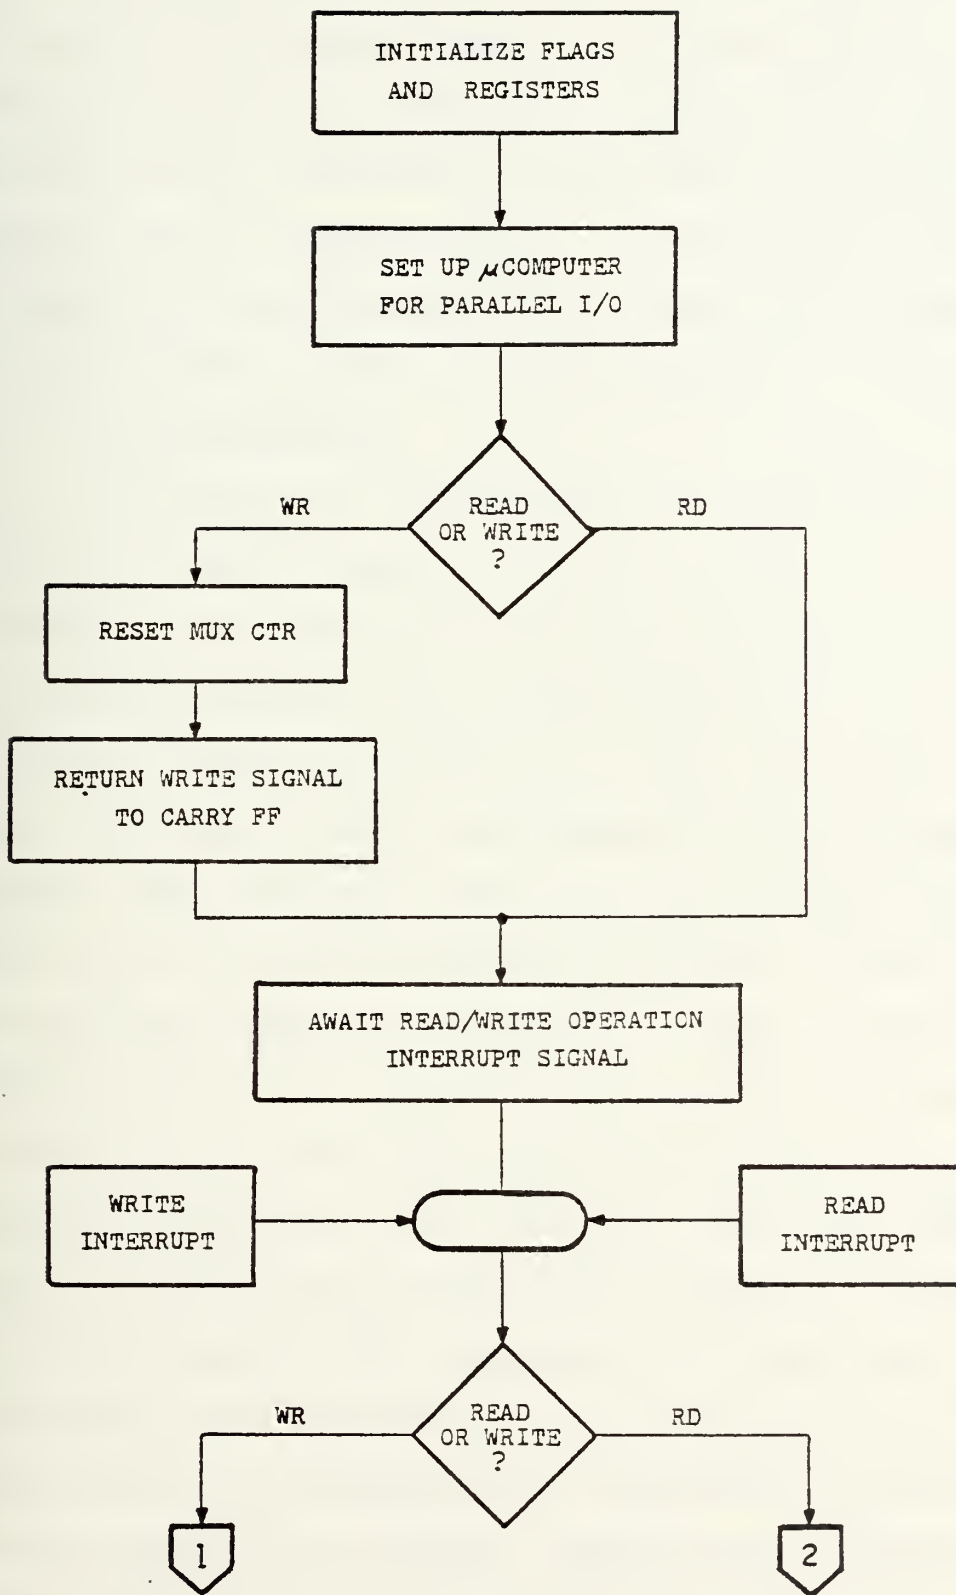 INITIALIZE FLAGS
AND REGISTERS
SET UP μCOMPUTER
FOR PARALLEL I/O
WR
READ
OR WRITE
?
RD
RESET MUX CTR
RETURN WRITE SIGNAL
TO CARRY FF
AWAIT READ/WRITE OPERATION
INTERRUPT SIGNAL
WRITE
INTERRUPT
READ
INTERRUPT
WR
READ
OR WRITE
?
RD
1
2